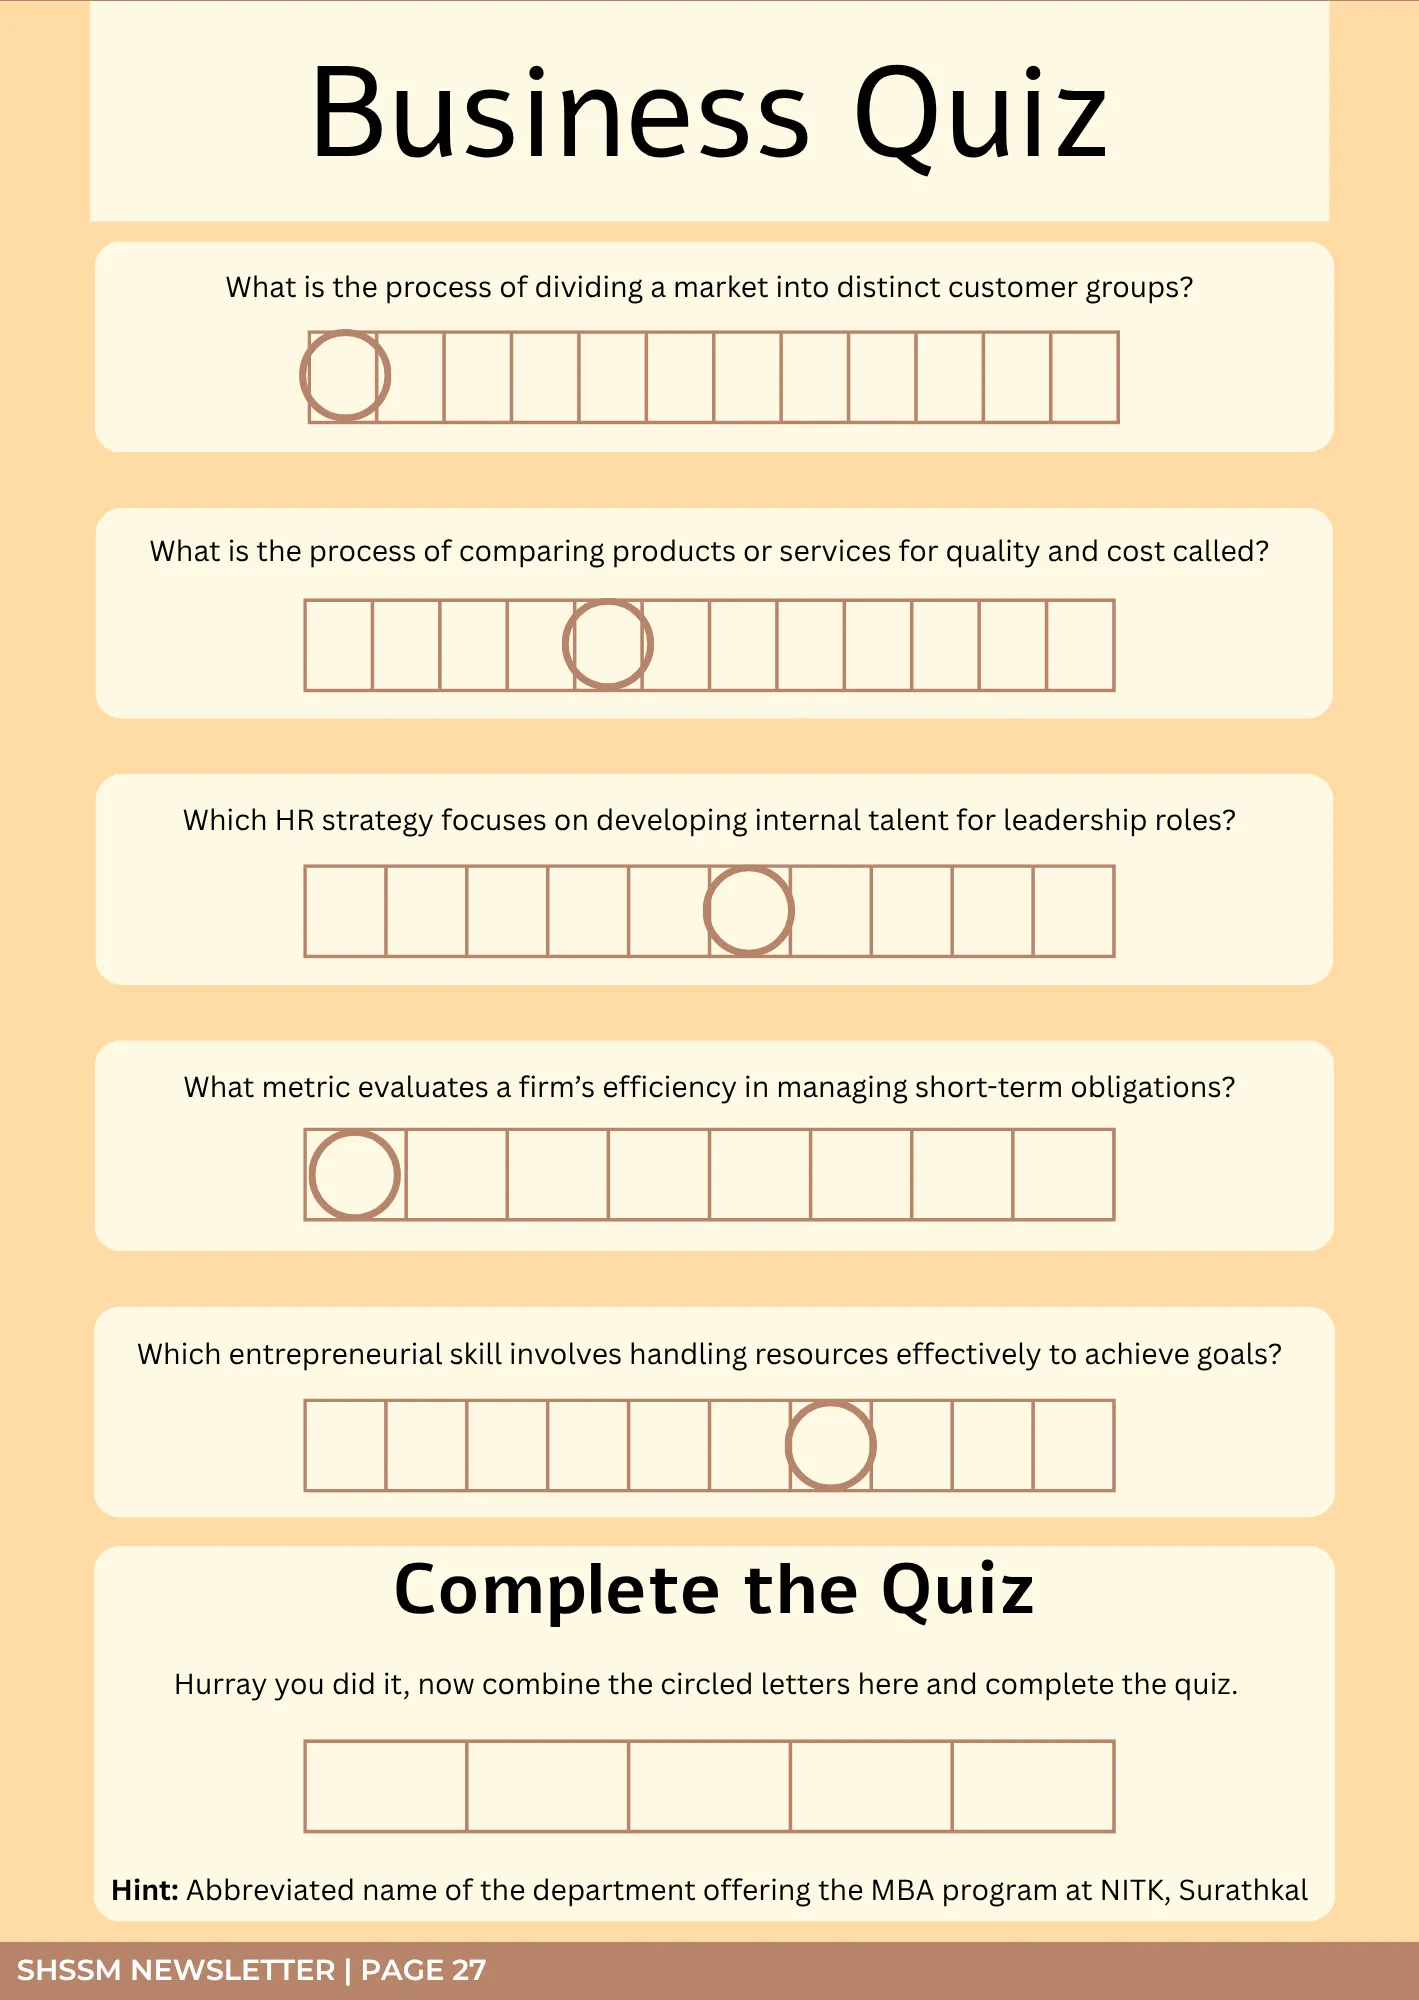 Business Quiz
What is the process of dividing a market into distinct customer groups?
What is the process of comparing products or services for quality and cost called?
Which HR strategy focuses on developing internal talent for leadership roles?
What metric evaluates a firm’s efficiency in managing short-term obligations?
Which entrepreneurial skill involves handling resources effectively to achieve goals?
Complete the Quiz
Hurray you did it, now combine the circled letters here and complete the quiz.
Hint: Abbreviated name of the department offering the MBA program at NITK, Surathkal
SHSSM NEWSLETTER | PAGE 27